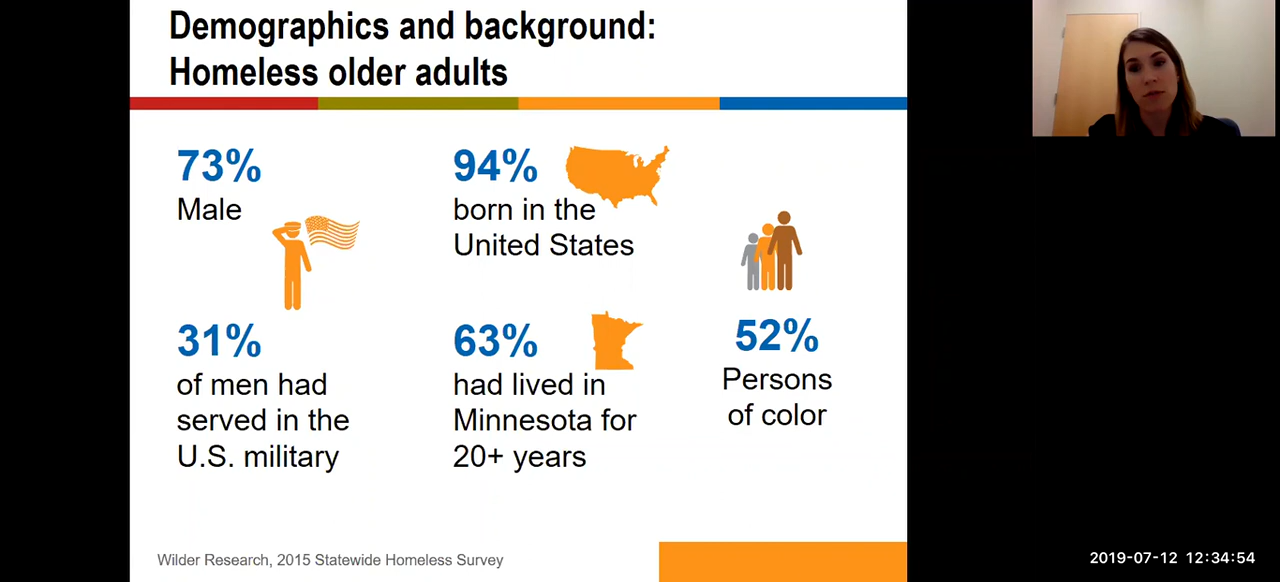 Demographics and background:
Homeless older adults
73%
Male
31%
of men had
served in the
U.S. military
94%
born in the
United States
63%
had lived in
Minnesota for
20+ years
52%
Persons
of color
Wilder Research, 2015 Statewide Homeless Survey
2019-07-12 12:34:54